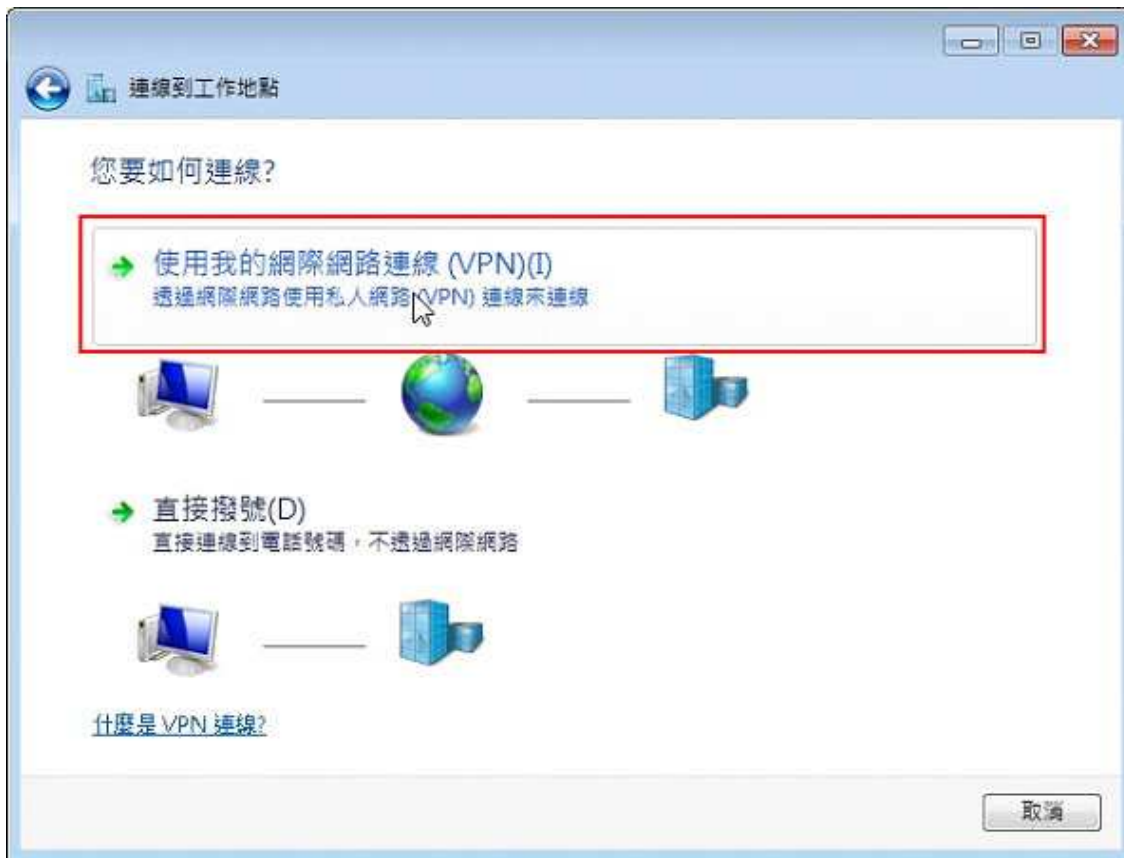 連線到工作地點
您要如何連線?
使用我的網際網路連線 (VPN)(I)
透過網際網路使用私人網路 (VPN) 連線來連線
直接撥號(D)
直接連線到電話號碼，不透過網際網路
什麼是 VPN 連線?
取消